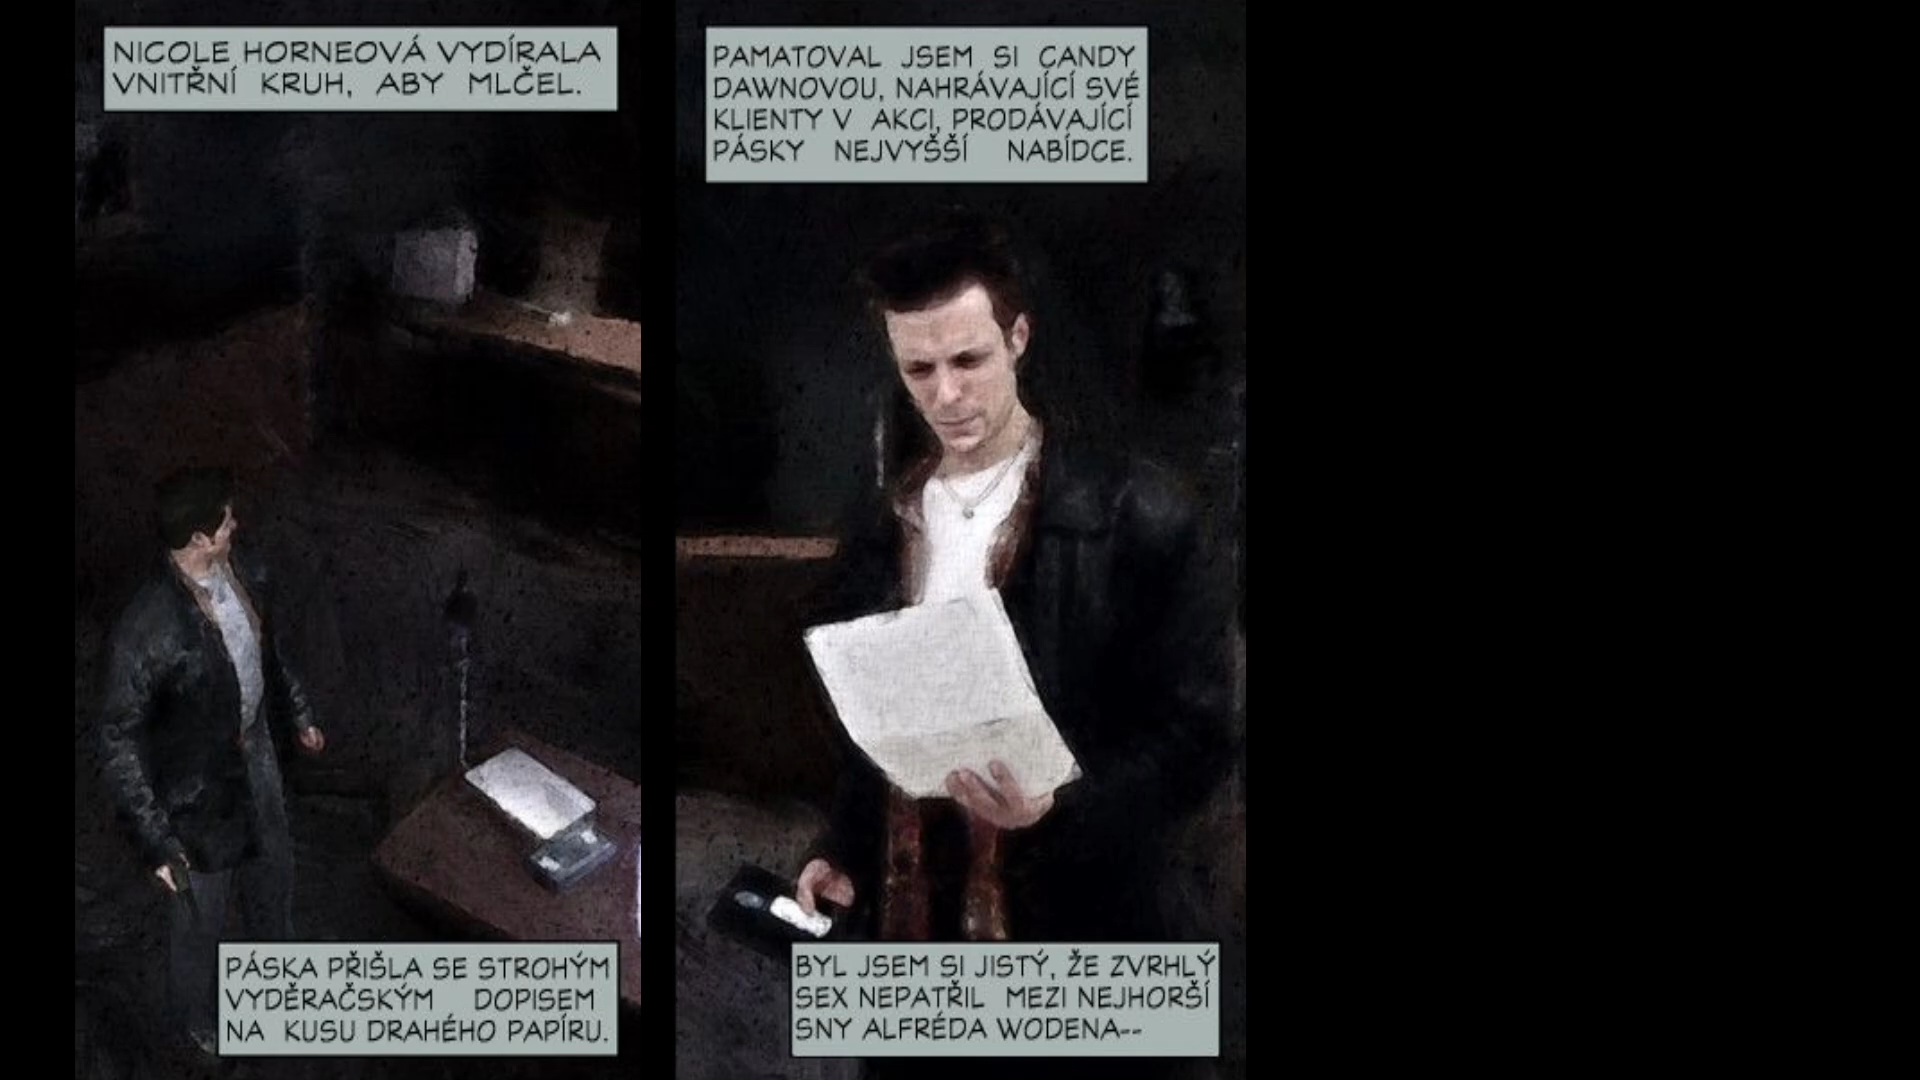 NICOLE HORNEOVÁ VYDÍRALA
VNITŘNÍ KRUH, ABY MLČEL.
PÁSKA PŘIŠLA SE STROHÝM
VYDĚRAČSKÝM DOPISEM
NA KUSU DRAHÉHO PAPÍRU.
PAMATOVAL JSEM SI CANDY
DAWNOVOU, NAHRÁVAJÍCÍ SVÉ
KLIENTY V AKCI, PRODÁVAJÍCÍ
PÁSKY NEJVYŠŠÍ NABÍDCE.
BYL JSEM SI JISTÝ, ŽE ZVRHLÝ
SEX NEPATŘIL MEZI NEJHORŠÍ
SNY ALFRÉDA WODENA--